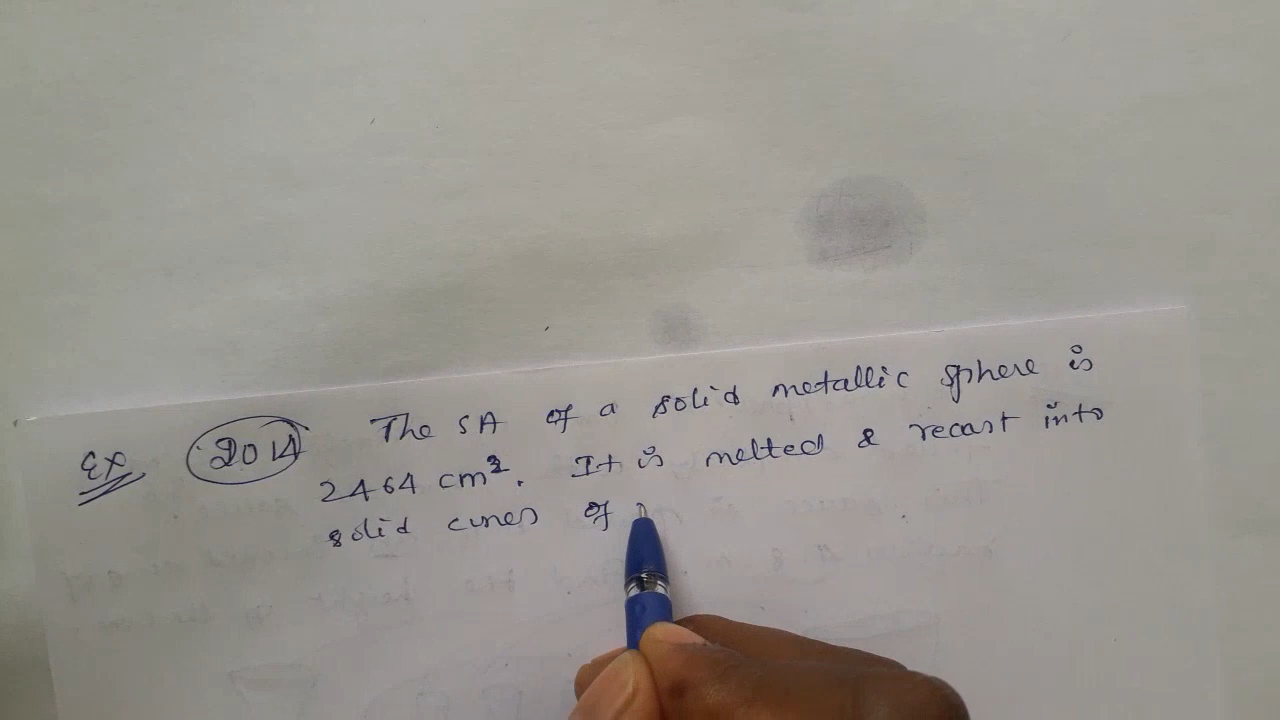 Ex 2014 The SA of a solid metallic sphere is
2464 cm². It is melted & recast into
solid cones of